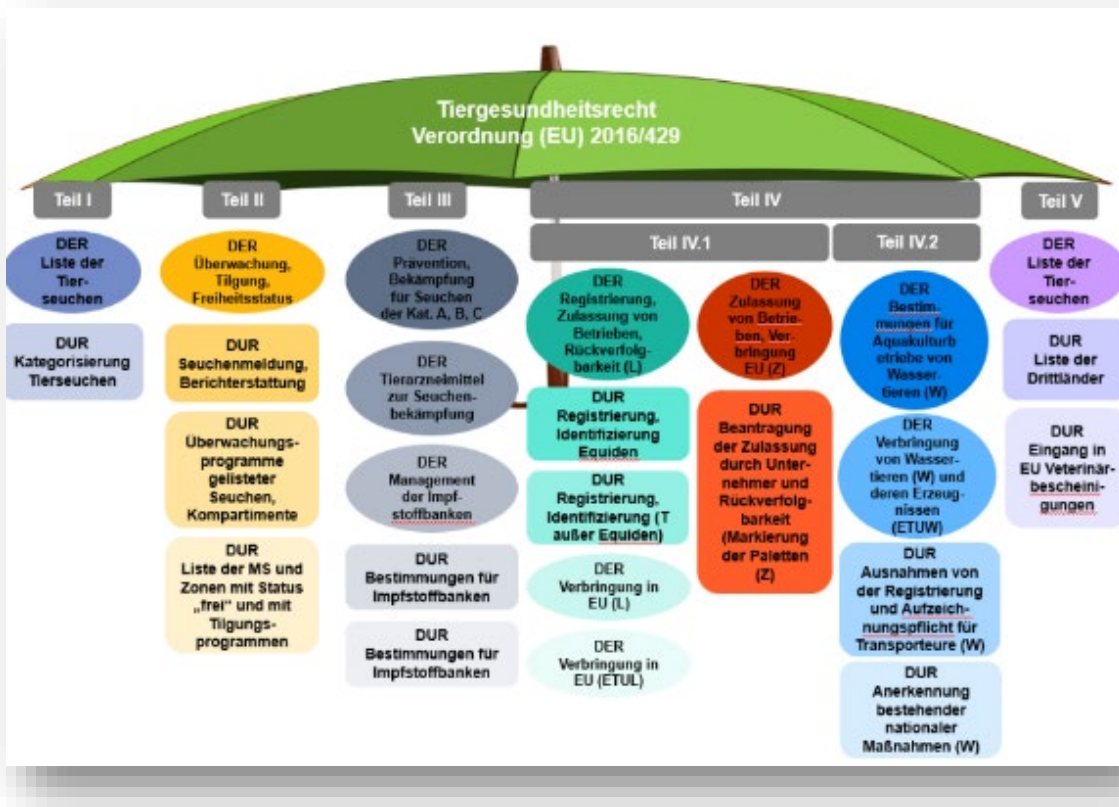 Tiergesundheitsrecht
Verordnung (EU) 2016/429
Teil I
DER
Liste der
Tier-
seuchen
DUR
Kategorisierung
Tierseuchen
Teil II
DER
Überwachung,
Tilgung,
Freiheitsstatus
DUR
Seuchenmeldung,
Berichterstattung
DUR
Überwachungs-
programme
gelisteter
Seuchen,
Kompartimente
DUR
Liste der MS und
Zonen mit Status
„frei“ und mit
Tilgungs-
programmen
Teil III
DER
Prävention,
Bekämpfung
für Seuchen
der Kat. A, B, C
DER
Tierarzneimittel
zur Seuchen-
bekämpfung
DER
Management
der Impf-
stoffbanken
DUR
Bestimmungen für
Impfstoffbanken
DUR
Bestimmungen für
Impfstoffbanken
Teil IV
Teil IV.1
DER
Registrierung,
Zulassung von
Betrieben,
Rückverfolg-
barkeit (L)
DUR
Registrierung,
Identifizierung
Equiden
DUR
Registrierung,
Identifizierung (T
außer Equiden)
DER
Verbringung in
EU (L)
DER
Verbringung in
EU (ETUL)
DER
Zulassung
von Betrie-
ben, Ver-
bringung
EU (Z)
DUR
Beantragung
der Zulassung
durch Unter-
nehmer und
Rückverfolg-
barkeit
(Markierung
der Paletten
(Z)
Teil IV.2
DER
Bestim-
mungen für
Aquakulturb
etriebe von
Wasser-
tieren (W)
DER
Verbringung
von Wasser-
tieren (W) und
deren Erzeug-
nissen
(ETUW)
DUR
Ausnahmen von
der Registrierung
und Aufzeich-
nungspflicht für
Transporteure (W)
DUR
Anerkennung
bestehender
nationaler
Maßnahmen (W)
Teil V
DER
Liste der
Tier-
seuchen
DUR
Liste der
Drittländer
DUR
Eingang in
EU Veterinär-
bescheini-
gungen